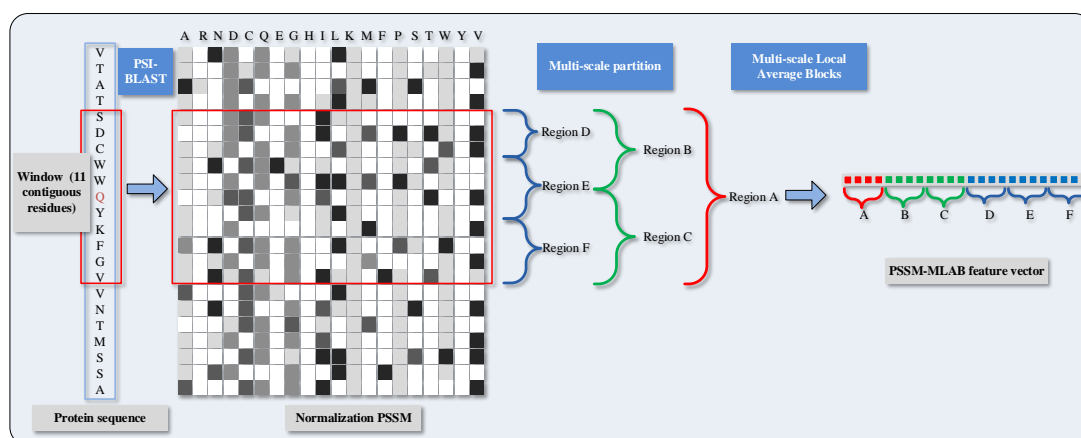 A R N D C Q E G H I L K M F P S T W Y V
V
T
A
T
S
D
C
W
W
Q
Y
K
F
G
V
V
N
T
M
S
S
A
PSI-
BLAST
Multi-scale partition
Multi-scale Local
Average Blocks
Window (11
contiguous
residues)
Region D
Region E
Region F
Region B
Region C
Region A
A B C D E F
PSSM-MLAB feature vector
Protein sequence
Normalization PSSM